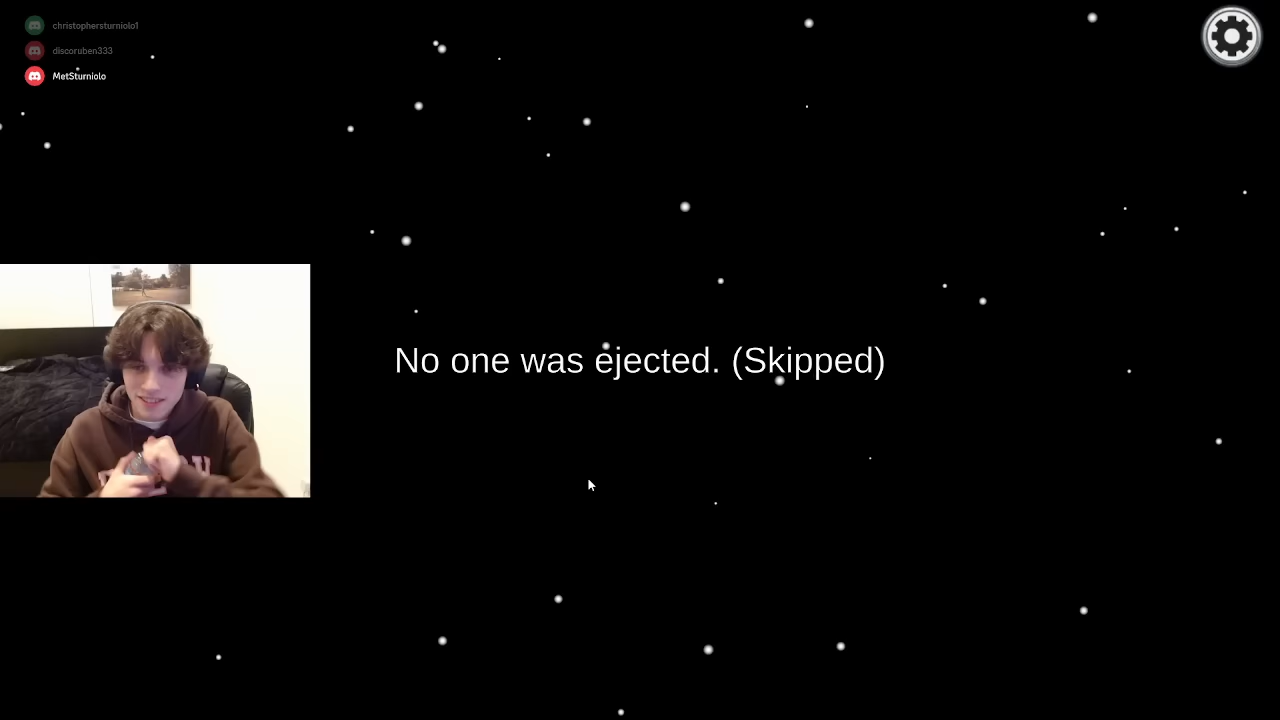 christophersturniolo1
discoruben333
MetSturniolo
No one was ejected. (Skipped)